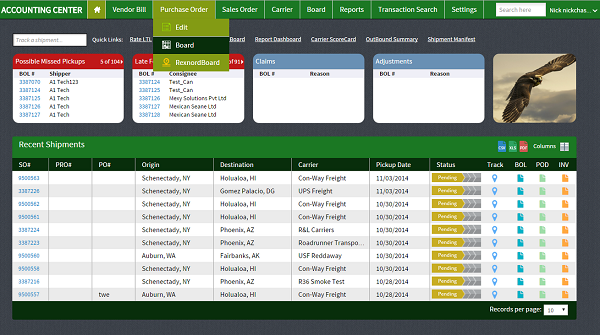 ACCOUNTING CENTER Vendor Bill Purchase Order Sales Order Carrier Board Reports Transaction Search Settings Search here Nick nickchas...
Edit
Board
RexnordBoard
Track a shipment... Quick Links: Rate LTL Board Report Dashboard Carrier ScoreCard OutBound Summary Shipment Manifest
Possible Missed Pickups 5 of 104
BOL # Shipper
3387070 A1 Tech123
3387124 A1 Tech
3387125 A1 Tech
3387126 A1 Tech
3387127 A1 Tech
Late Fo of 91
BOL # Consignee
3387124 Test_Can
3387125 Test_Can
3387126 Mexy Solutions Pvt Ltd
3387127 Mexican Seane Ltd
3387128 Mexican Seane Ltd
Claims
BOL # Reason
Adjustments
BOL # Reason
Recent Shipments CSV XLS PDF Columns
SO# PRO# PO# Origin Destination Carrier Pickup Date Status Track BOL POD INV
9500563 Schenectady, NY Holualoa, HI Con-Way Freight 11/03/2014 Pending
3387226 Schenectady, NY Gomez Palacio, DG UPS Freight 11/03/2014 Pending
9500562 Schenectady, NY Holualoa, HI Con-Way Freight 10/30/2014 Pending
9500561 Schenectady, NY Holualoa, HI Con-Way Freight 10/30/2014 Pending
3387224 Schenectady, NY Phoenix, AZ R&L Carriers 10/30/2014 Pending
3387223 Schenectady, NY Phoenix, AZ Roadrunner Transpo... 10/30/2014 Pending
9500560 Auburn, WA Fairbanks, AK USF Reddaway 10/30/2014 Pending
9500558 Schenectady, NY Holualoa, HI Con-Way Freight 10/30/2014 Pending
3387216 Schenectady, NY Phoenix, AZ R36 Smoke Test 10/28/2014 Pending
9500557 twe Auburn, WA Holualoa, HI Con-Way Freight 10/28/2014 Pending
Records per page: 10